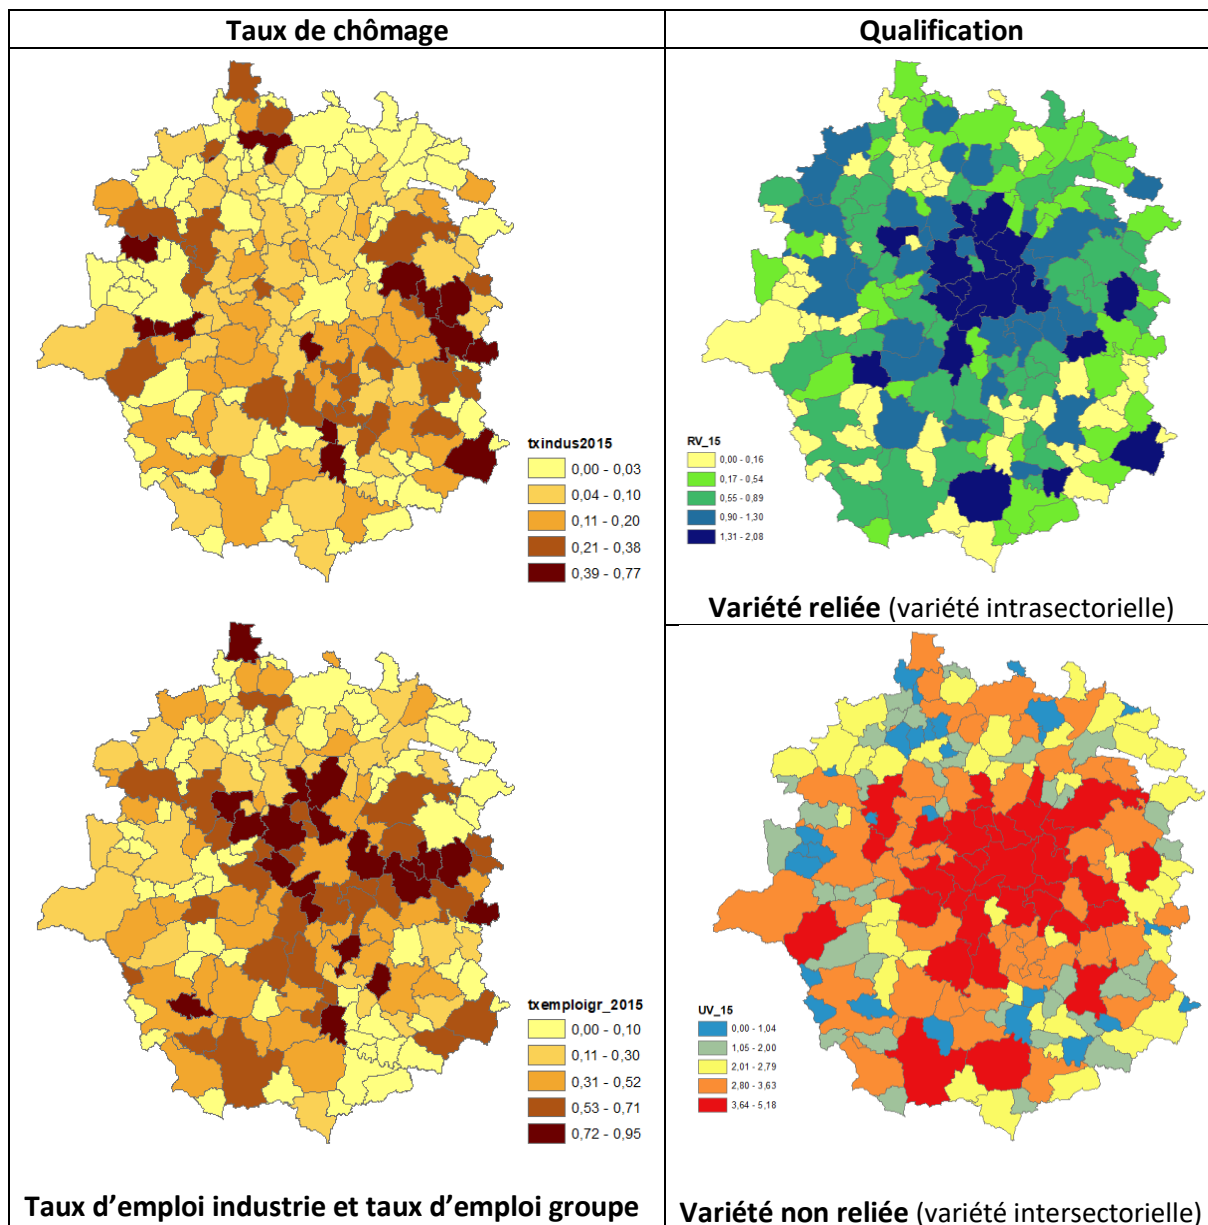 Taux de chômage
Qualification
txindus2015
0,00 - 0,03
0,04 - 0,10
0,11 - 0,20
0,21 - 0,38
0,39 - 0,77
RV_15
0,00 - 0,16
0,17 - 0,54
0,55 - 0,89
0,90 - 1,30
1,31 - 2,08
Variété reliée (variété intrasectorielle)
txemploigr_2015
0,00 - 0,10
0,11 - 0,30
0,31 - 0,52
0,53 - 0,71
0,72 - 0,95
UV_15
0,00 - 1,04
1,05 - 2,00
2,01 - 2,79
2,80 - 3,63
3,64 - 5,18
Taux d’emploi industrie et taux d’emploi groupe
Variété non reliée (variété intersectorielle)